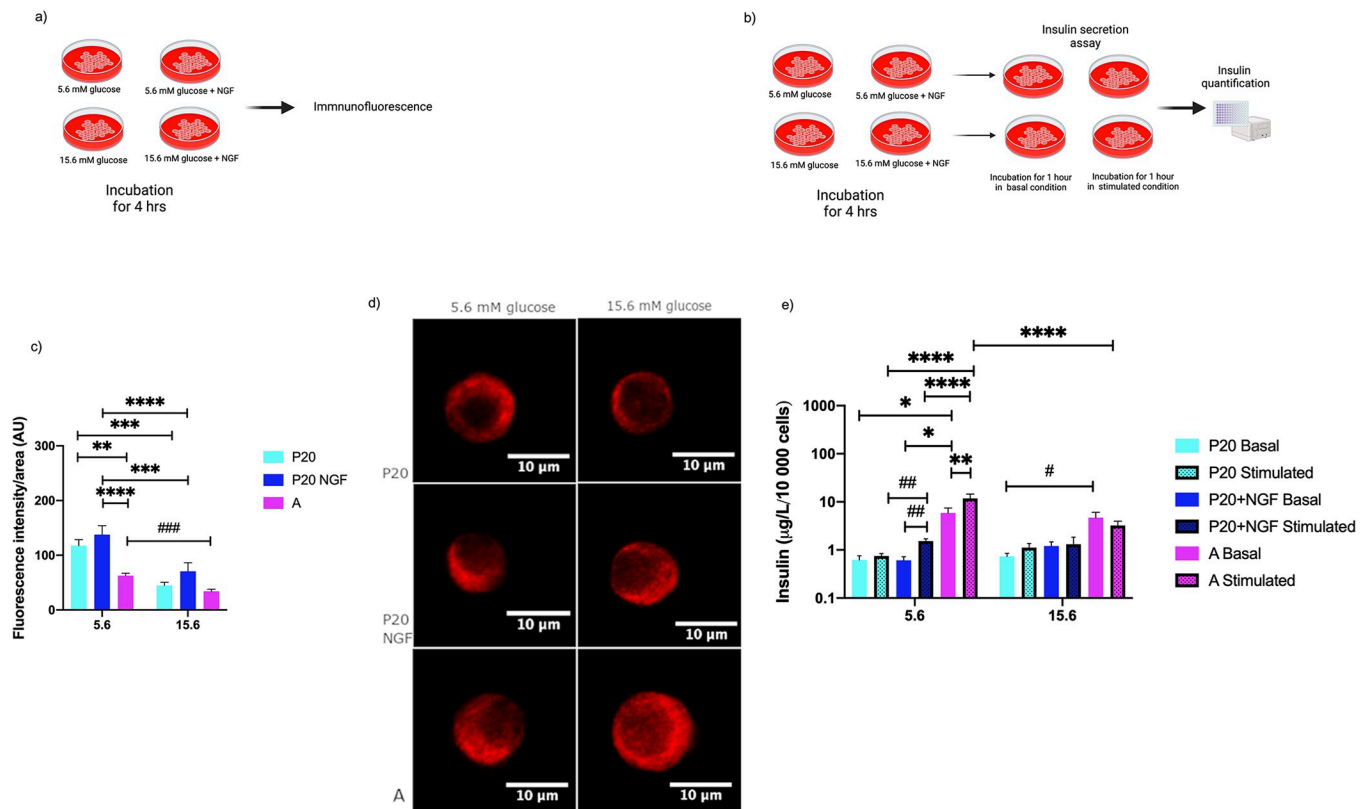 a)
5.6 mM glucose
5.6 mM glucose + NGF
15.6 mM glucose
15.6 mM glucose + NGF
Immnunofluorescence
Incubation
for 4 hrs
b)
Insulin secretion
assay
5.6 mM glucose
5.6 mM glucose + NGF
15.6 mM glucose
15.6 mM glucose + NGF
Insulin
quantification
Incubation for 1 hour
in basal condition
Incubation for 1 hour
in stimulated condition
Incubation
for 4 hrs
c)
****
***
**
***
****
###
Fluorescence intensity/area (AU)
300
200
100
0
5.6
15.6
P20
P20 NGF
A
d)
5.6 mM glucose
15.6 mM glucose
P20
10 µm
10 µm
P20
NGF
10 µm
10 µm
A
10 µm
10 µm
e)
****
****
****
*
*
**
##
##
#
Insulin (µg/L/10 000 cells)
1000
100
10
1
0.1
5.6
15.6
P20 Basal
P20 Stimulated
P20+NGF Basal
P20+NGF Stimulated
A Basal
A Stimulated